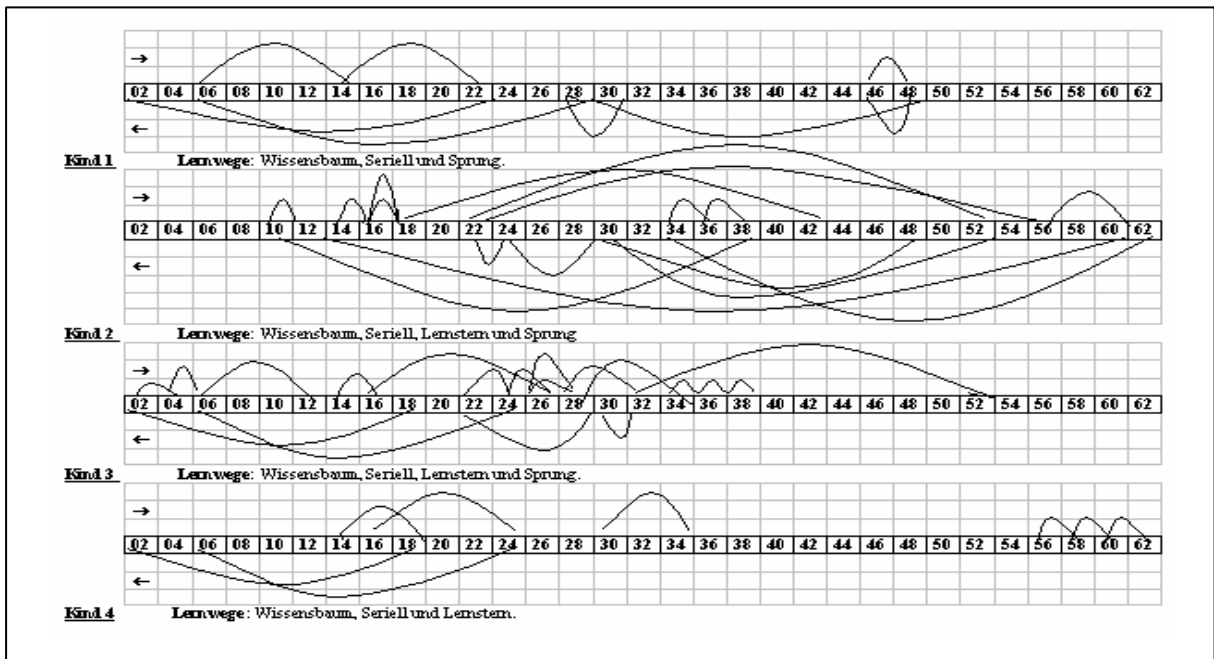 →
02 04 06 08 10 12 14 16 18 20 22 24 26 28 30 32 34 36 38 40 42 44 46 48 50 52 54 56 58 60 62
←
Kind 1 Lernwege: Wissensbaum, Seriell und Sprung.
→
02 04 06 08 10 12 14 16 18 20 22 24 26 28 30 32 34 36 38 40 42 44 46 48 50 52 54 56 58 60 62
←
Kind 2 Lernwege: Wissensbaum, Seriell, Lernstern und Sprung
→
02 04 06 08 10 12 14 16 18 20 22 24 26 28 30 32 34 36 38 40 42 44 46 48 50 52 54 56 58 60 62
←
Kind 3 Lernwege: Wissensbaum, Seriell, Lernstern und Sprung.
→
02 04 06 08 10 12 14 16 18 20 22 24 26 28 30 32 34 36 38 40 42 44 46 48 50 52 54 56 58 60 62
←
Kind 4 Lernwege: Wissensbaum, Seriell und Lernstern.